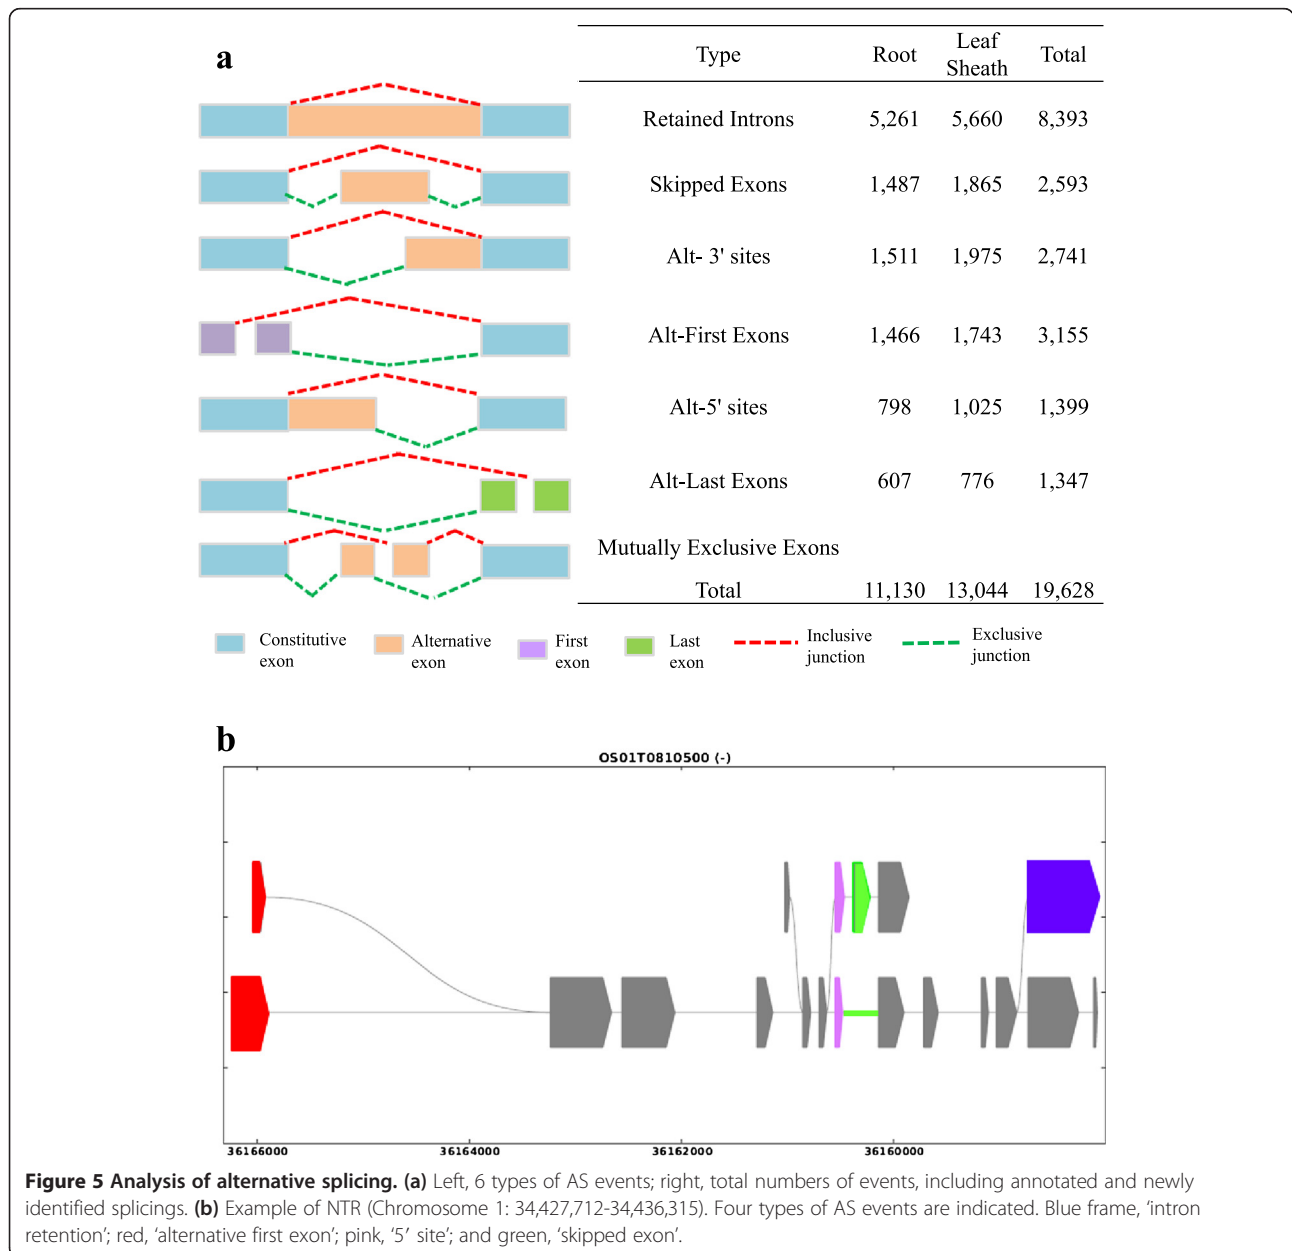 a
Type Root Leaf Sheath Total
Retained Introns 5,261 5,660 8,393
Skipped Exons 1,487 1,865 2,593
Alt- 3' sites 1,511 1,975 2,741
Alt-First Exons 1,466 1,743 3,155
Alt-5' sites 798 1,025 1,399
Alt-Last Exons 607 776 1,347
Mutually Exclusive Exons
Total 11,130 13,044 19,628
Constitutive exon
Alternative exon
First exon
Last exon
Inclusive junction
Exclusive junction
b
OS01T0810500 (-)
36166000 36164000 36162000 36160000
Figure 5 Analysis of alternative splicing. (a) Left, 6 types of AS events; right, total numbers of events, including annotated and newly
identified splicings. (b) Example of NTR (Chromosome 1: 34,427,712-34,436,315). Four types of AS events are indicated. Blue frame, 'intron
retention'; red, 'alternative first exon'; pink, '5' site'; and green, 'skipped exon'.